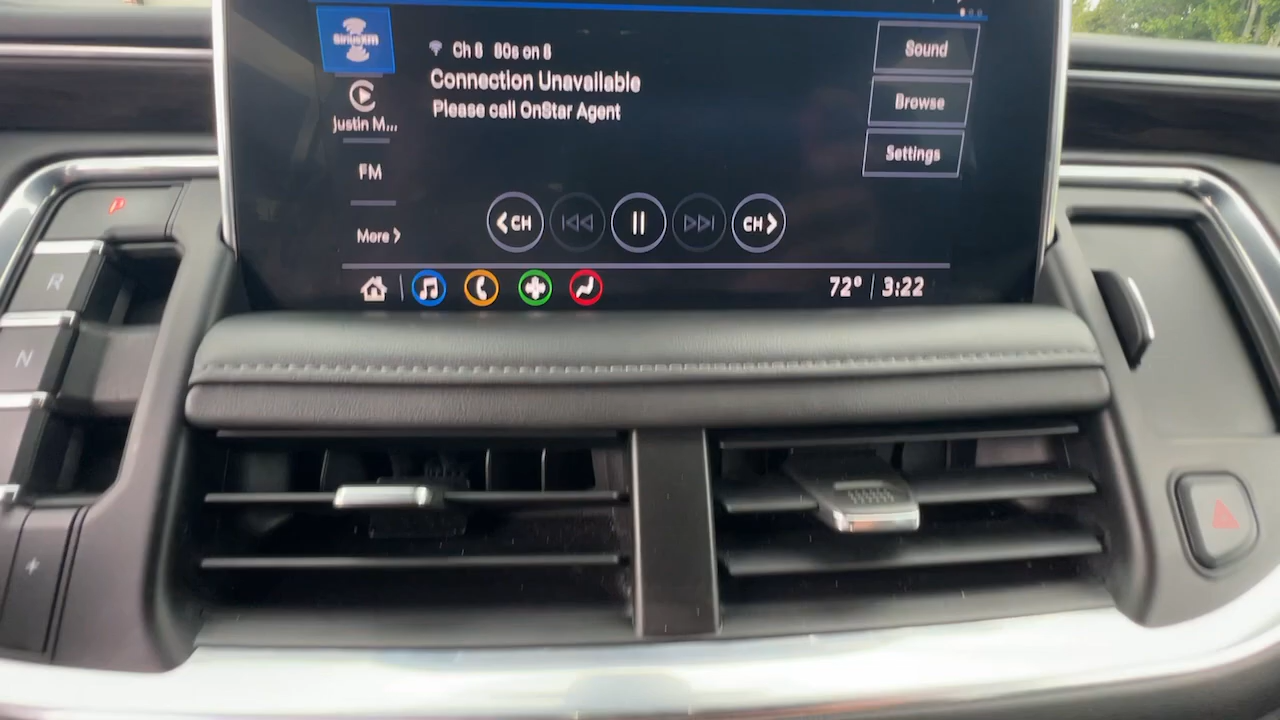 SiriusXM
Ch 8 80s on 8
Connection Unavailable
Please call OnStar Agent
Sound
Browse
Settings
Justin M...
FM
More
CH
CH
72° 3:22
P
R
N